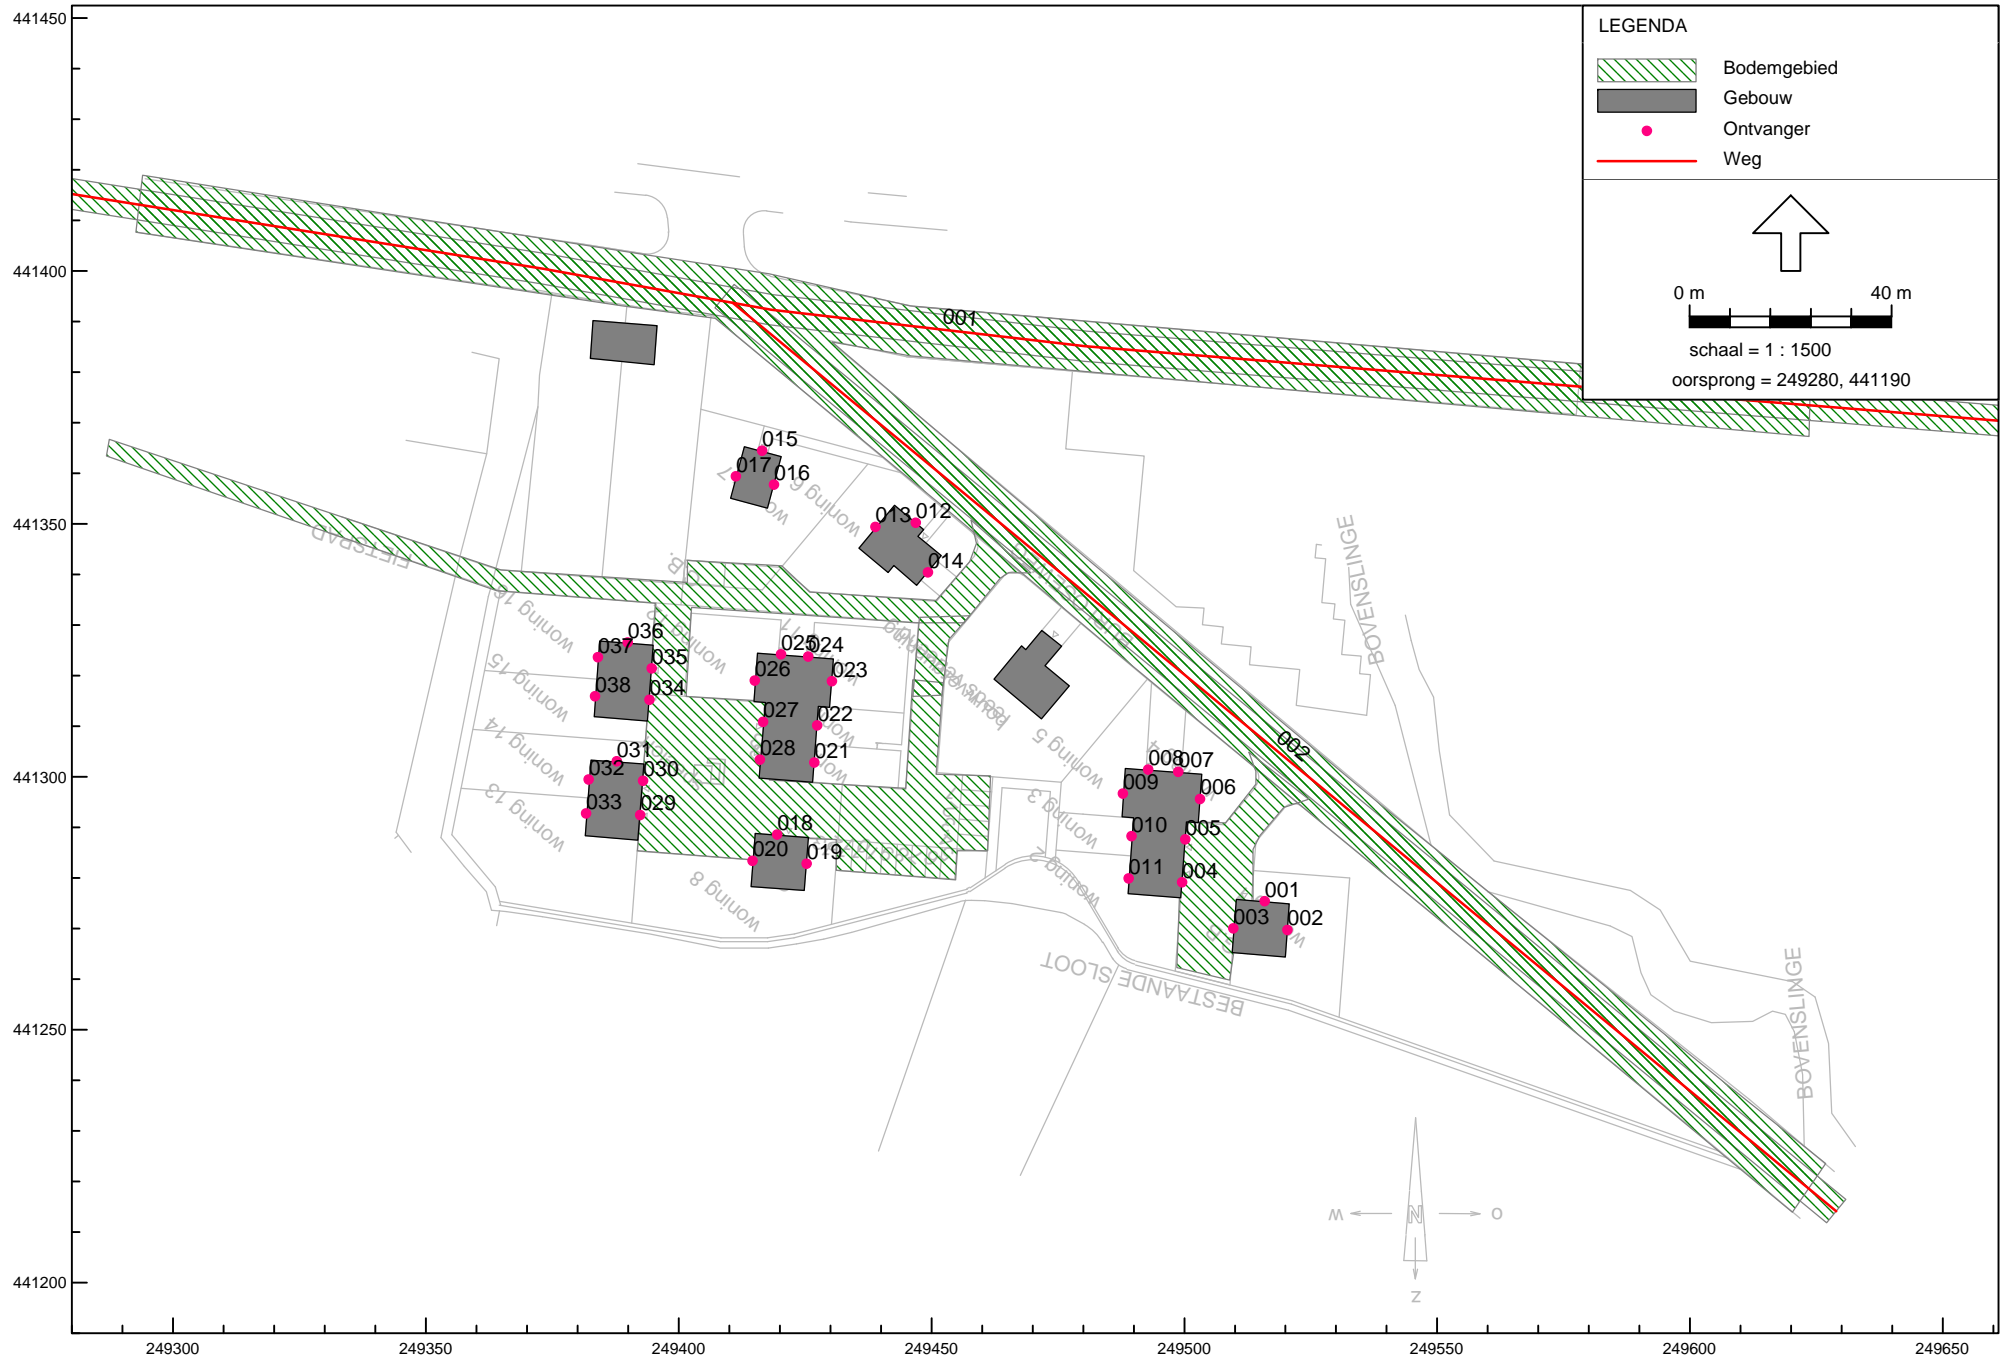 441450
441400
441350
441300
441250
441200
249300
249350
249400
249450
249500
249550
249600
249650
LEGENDA
Bodemgebied
Gebouw
Ontvanger
Weg
0 m
40 m
schaal = 1 : 1500
oorsprong = 249280, 441190
001
002
015
017
016
013
012
014
036
037
035
038
034
025
024
026
023
027
022
028
021
031
032
030
033
029
018
020
019
008
007
009
006
010
005
011
004
001
003
002
FIETSPAD
woning 6
woning 16
woning 15
woning 14
woning 13
woning 8
woning 5
woning 3
woning 2
BESTAANDE SLOOT
BOVENSLINGE
BOVENSLINGE
W
N
O
Z